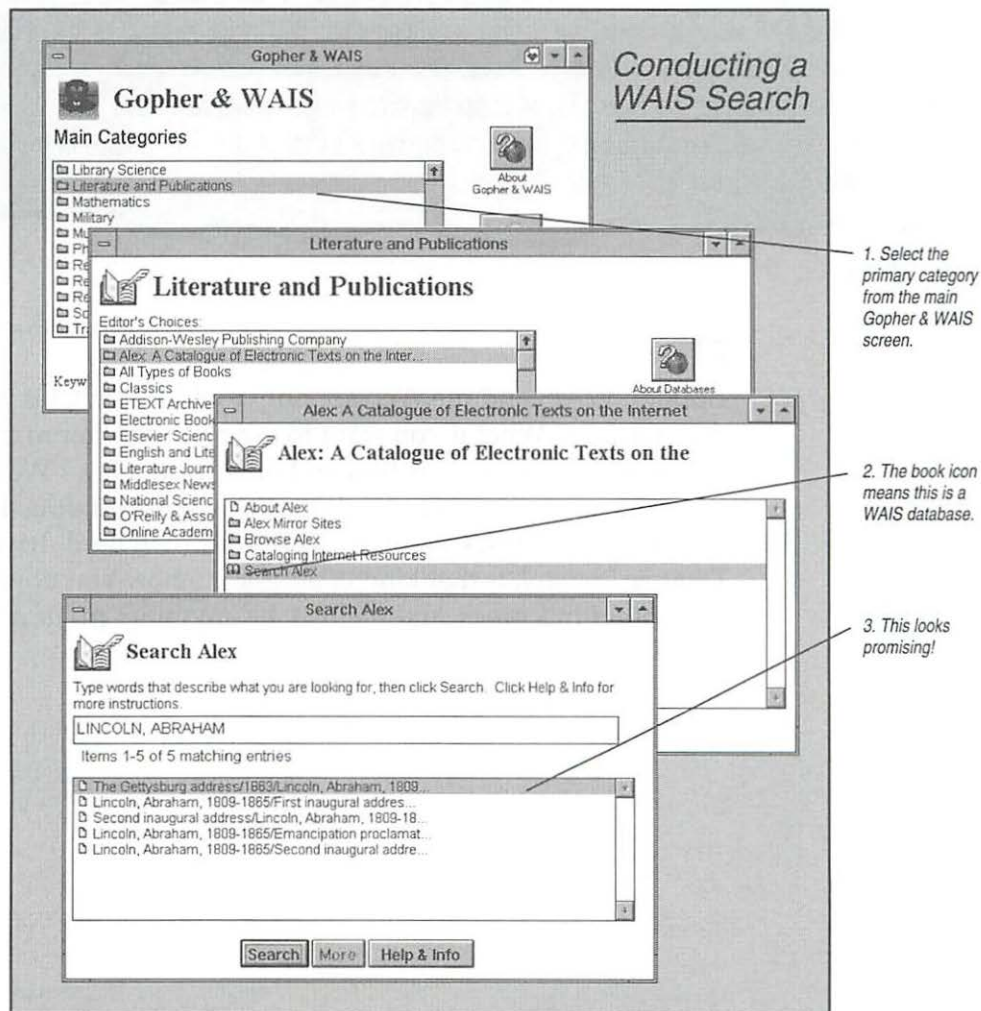 Conducting a
WAIS Search
Gopher & WAIS
Gopher & WAIS
Main Categories
Library Science
Literature and Publications
Mathematics
Military
Mu
Ph
Re
Re
Re
So
Tra
Keyw
About
Gopher & WAIS
1. Select the
primary category
from the main
Gopher & WAIS
screen.
Literature and Publications
Literature and Publications
Editor's Choices:
Addison-Wesley Publishing Company
Alex: A Catalogue of Electronic Texts on the Inter...
All Types of Books
Classics
ETEXT Archive
Electronic Book
Elsevier Scienc
English and Lite
Literature Journ
Middlesex News
National Scienc
O'Reilly & Asso
Online Academ
About Databases
Alex: A Catalogue of Electronic Texts on the Internet
Alex: A Catalogue of Electronic Texts on the
About Alex
Alex Mirror Sites
Browse Alex
Cataloging Internet Resources
Search Alex
2. The book icon
means this is a
WAIS database.
Search Alex
Search Alex
Type words that describe what you are looking for, then click Search. Click Help & Info for
more instructions.
LINCOLN, ABRAHAM
Items 1-5 of 5 matching entries
The Gettysburg address/1863/Lincoln, Abraham, 1809...
Lincoln, Abraham, 1809-1865/First inaugural addres...
Second inaugural address/Lincoln, Abraham, 1809-18...
Lincoln, Abraham, 1809-1865/Emancipation proclamat...
Lincoln, Abraham, 1809-1865/Second inaugural addre...
Search More Help & Info
3. This looks
promising!